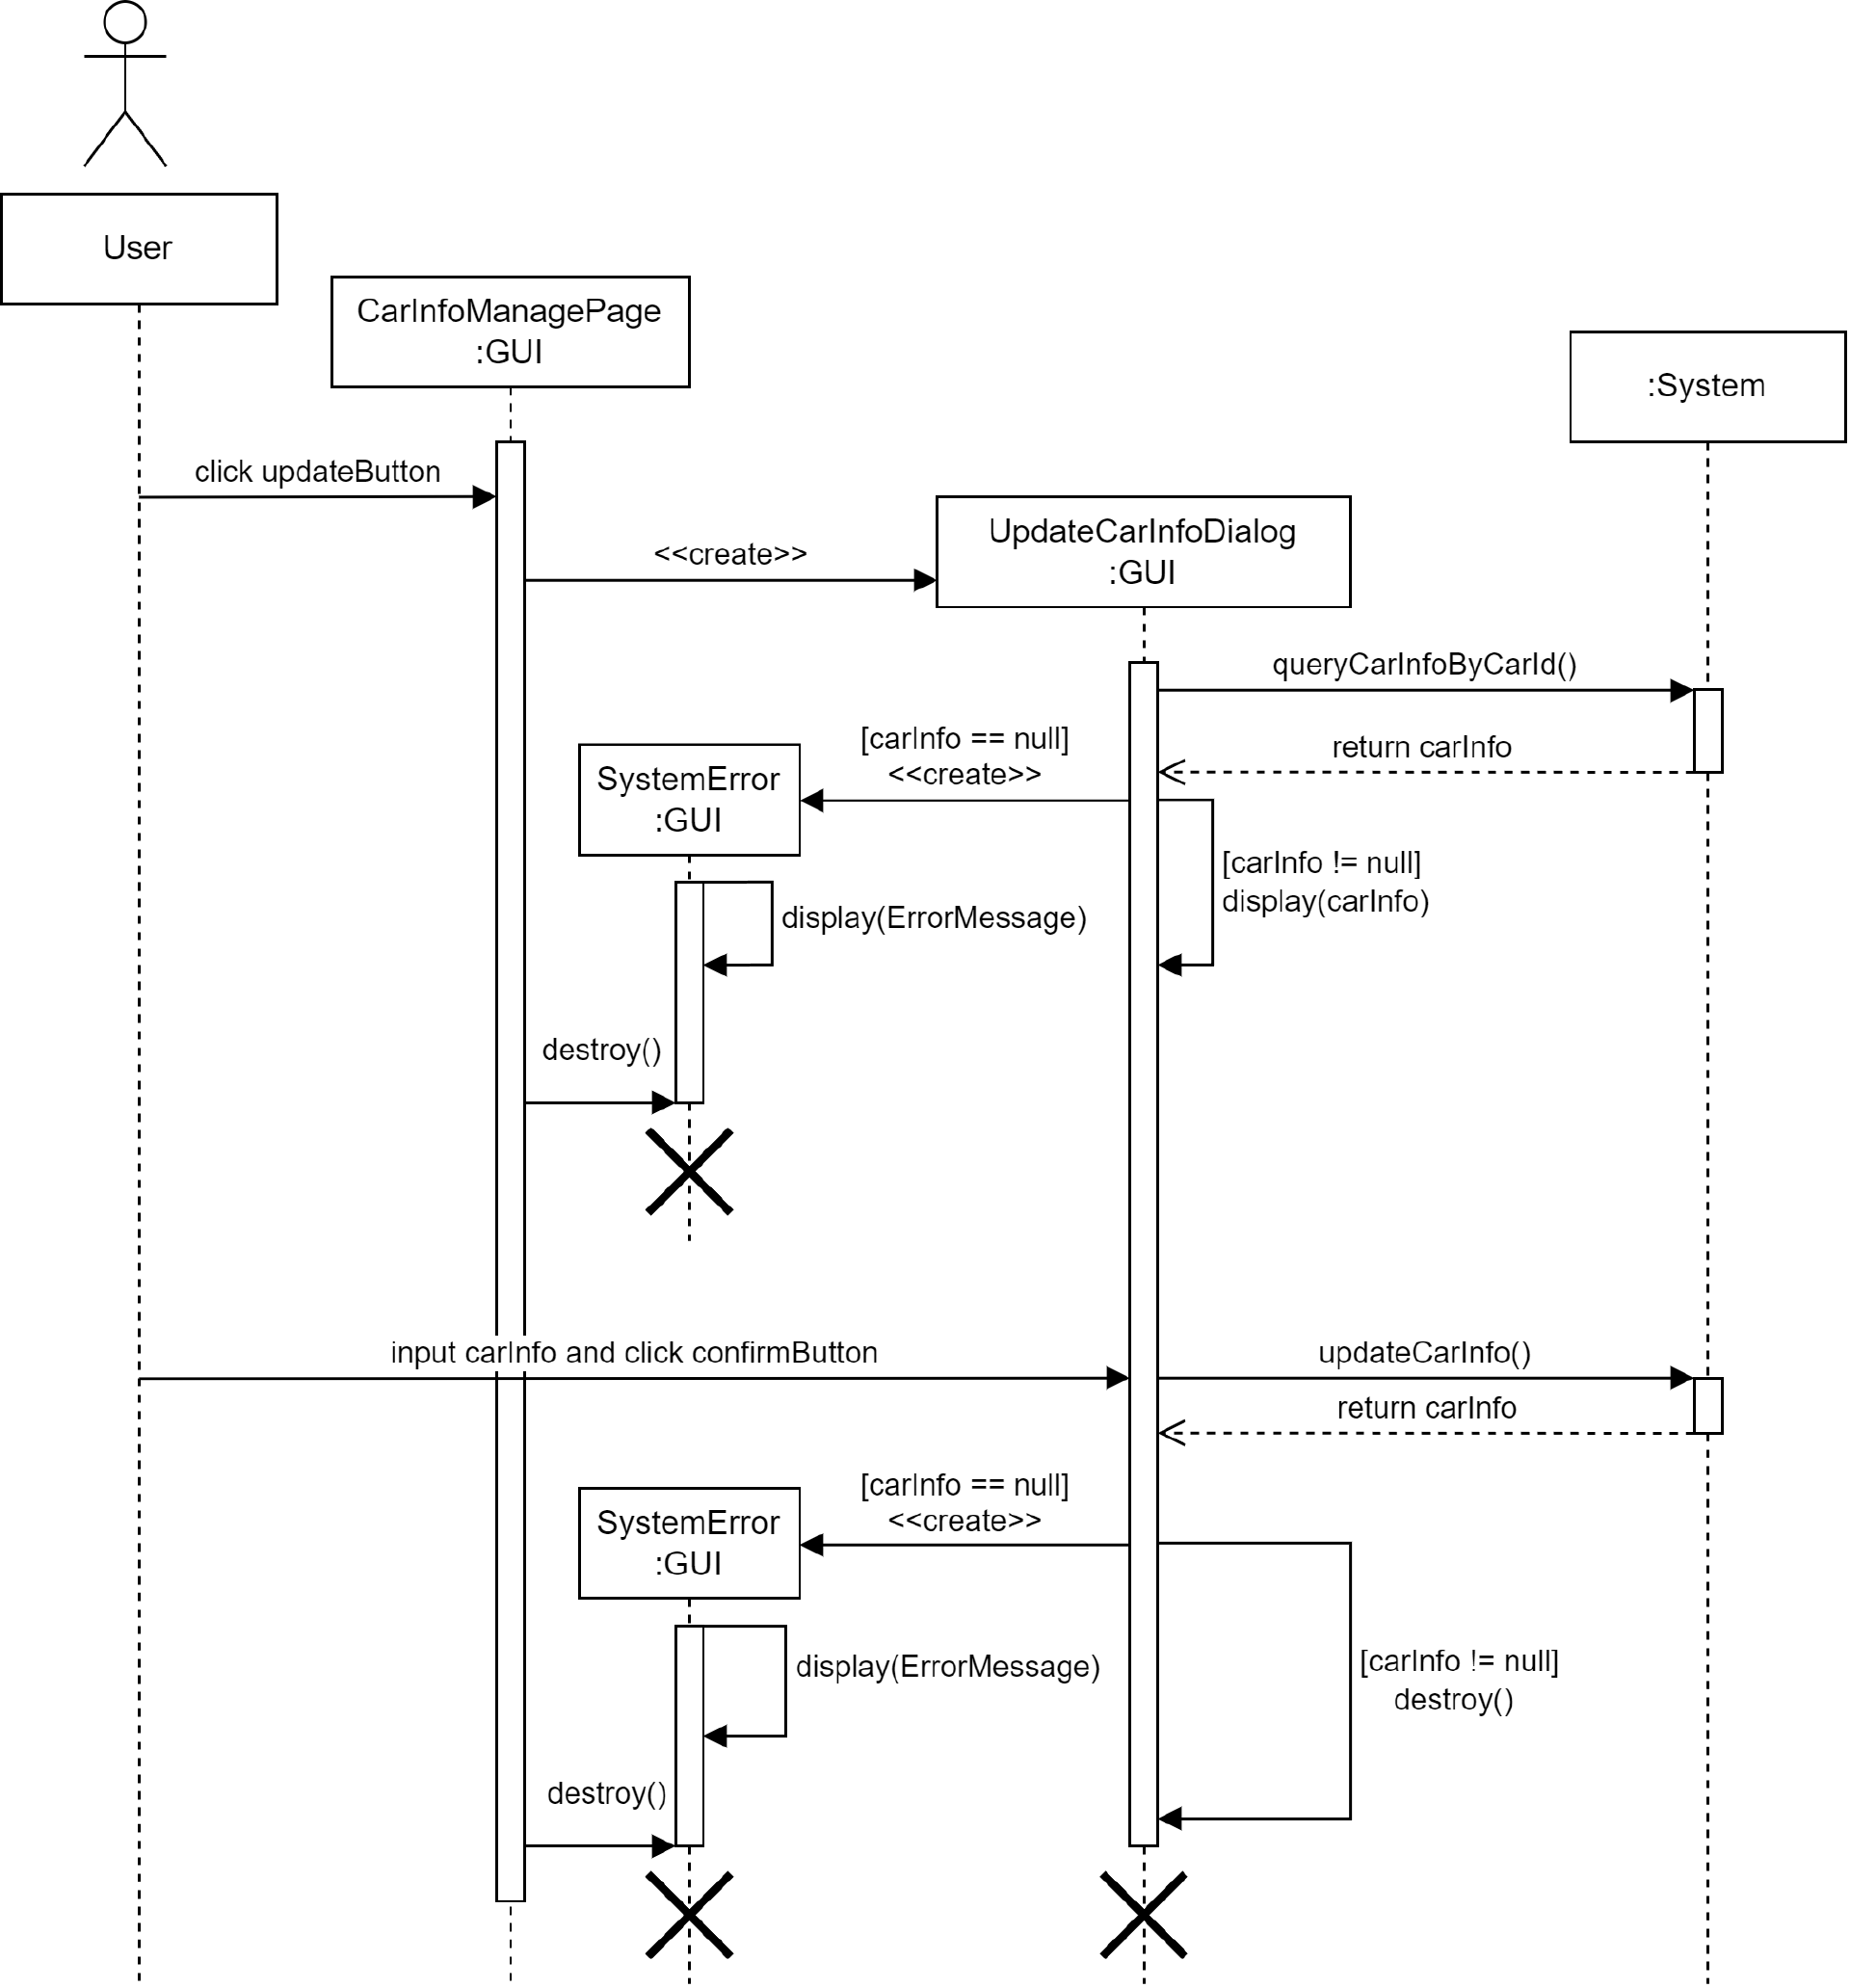 User
CarInfoManagePage
:GUI
:System
click updateButton
UpdateCarInfoDialog
:GUI
<<create>>
queryCarInfoByCarId()
return carInfo
[carInfo == null]
<<create>>
SystemError
:GUI
[carInfo != null]
display(carInfo)
display(ErrorMessage)
destroy()
input carInfo and click confirmButton
updateCarInfo()
return carInfo
[carInfo == null]
<<create>>
SystemError
:GUI
display(ErrorMessage)
[carInfo != null]
destroy()
destroy()